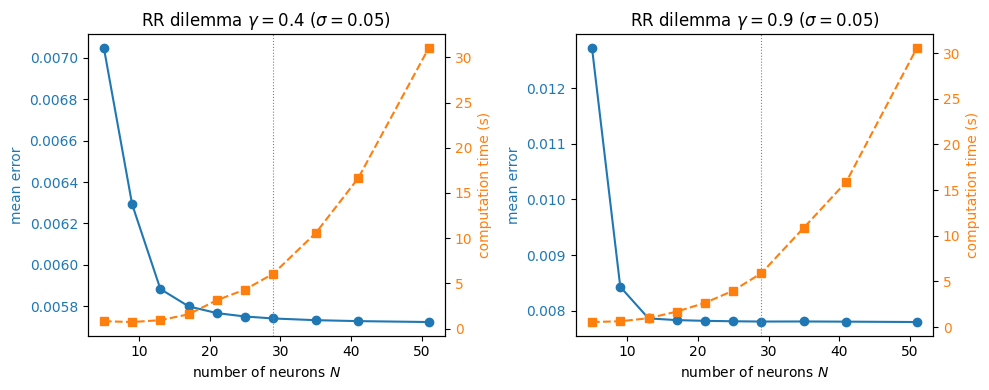 RR dilemma γ = 0.4 (σ = 0.05)
0.0070
0.0068
0.0066
0.0064
0.0062
0.0060
0.0058
mean error
30
25
20
15
10
5
0
computation time (s)
10 20 30 40 50
number of neurons N
RR dilemma γ = 0.9 (σ = 0.05)
0.012
0.011
0.010
0.009
0.008
mean error
30
25
20
15
10
5
0
computation time (s)
10 20 30 40 50
number of neurons N